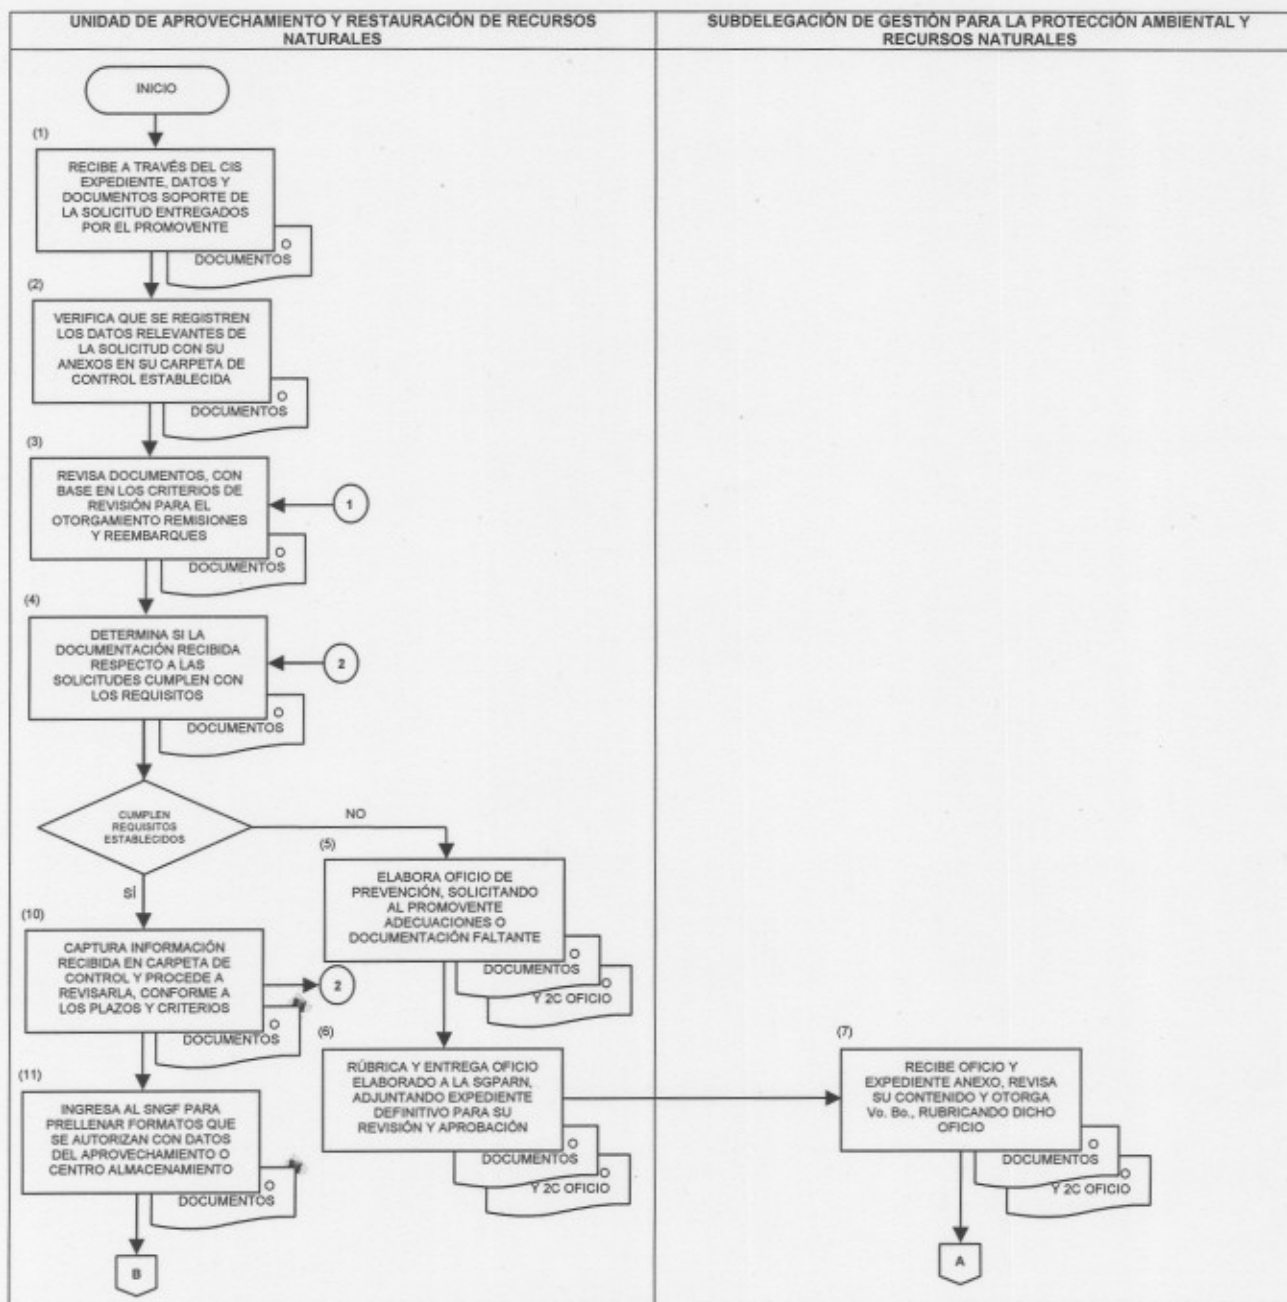 UNIDAD DE APROVECHAMIENTO Y RESTAURACIÓN DE RECURSOS
NATURALES
SUBDELEGACIÓN DE GESTIÓN PARA LA PROTECCIÓN AMBIENTAL Y
RECURSOS NATURALES
INICIO
(1)
RECIBE A TRAVÉS DEL CIS
EXPEDIENTE, DATOS Y
DOCUMENTOS SOPORTE DE
LA SOLICITUD ENTREGADOS
POR EL PROMOVENTE
O
DOCUMENTOS
(2)
VERIFICA QUE SE REGISTREN
LOS DATOS RELEVANTES DE
LA SOLICITUD CON SU
ANEXOS EN SU CARPETA DE
CONTROL ESTABLECIDA
O
DOCUMENTOS
(3)
REVISA DOCUMENTOS, CON
BASE EN LOS CRITERIOS DE
REVISIÓN PARA EL
OTORGAMIENTO REMISIONES
Y REEMBARQUES
1
O
DOCUMENTOS
(4)
DETERMINA SI LA
DOCUMENTACIÓN RECIBIDA
RESPECTO A LAS
SOLICITUDES CUMPLEN CON
LOS REQUISITOS
2
O
DOCUMENTOS
CUMPLEN
REQUISITOS
ESTABLECIDOS
NO
SÍ
(5)
ELABORA OFICIO DE
PREVENCIÓN, SOLICITANDO
AL PROMOVENTE
ADECUACIONES O
DOCUMENTACIÓN FALTANTE
O
DOCUMENTOS
O
Y 2C OFICIO
(10)
CAPTURA INFORMACIÓN
RECIBIDA EN CARPETA DE
CONTROL Y PROCEDE A
REVISARLA, CONFORME A
LOS PLAZOS Y CRITERIOS
2
O
DOCUMENTOS
(6)
RÚBRICA Y ENTREGA OFICIO
ELABORADO A LA SGPARN,
ADJUNTANDO EXPEDIENTE
DEFINITIVO PARA SU
REVISIÓN Y APROBACIÓN
O
DOCUMENTOS
O
Y 2C OFICIO
(7)
RECIBE OFICIO Y
EXPEDIENTE ANEXO, REVISA
SU CONTENIDO Y OTORGA
Vo. Bo., RUBRICANDO DICHO
OFICIO
O
DOCUMENTOS
O
Y 2C OFICIO
(11)
INGRESA AL SNGF PARA
PRELLENAR FORMATOS QUE
SE AUTORIZAN CON DATOS
DEL APROVECHAMIENTO O
CENTRO ALMACENAMIENTO
O
DOCUMENTOS
B
A